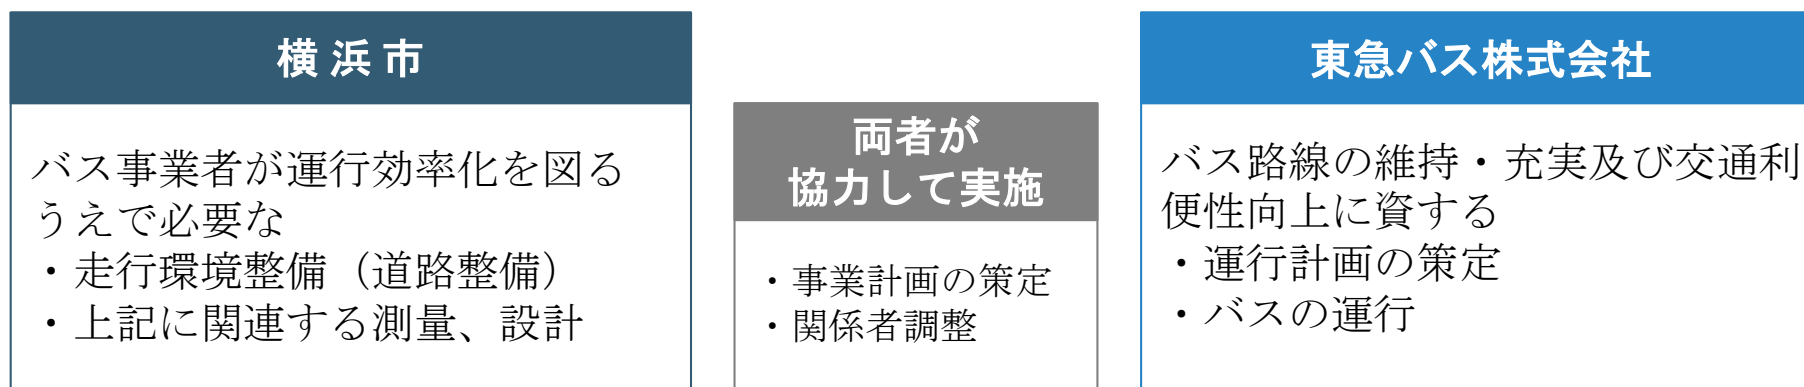 横浜市
バス事業者が運行効率化を図る
うえで必要な
・走行環境整備（道路整備）
・上記に関連する測量、設計
両者が
協力して実施
・事業計画の策定
・関係者調整
東急バス株式会社
バス路線の維持・充実及び交通利
便性向上に資する
・運行計画の策定
・バスの運行